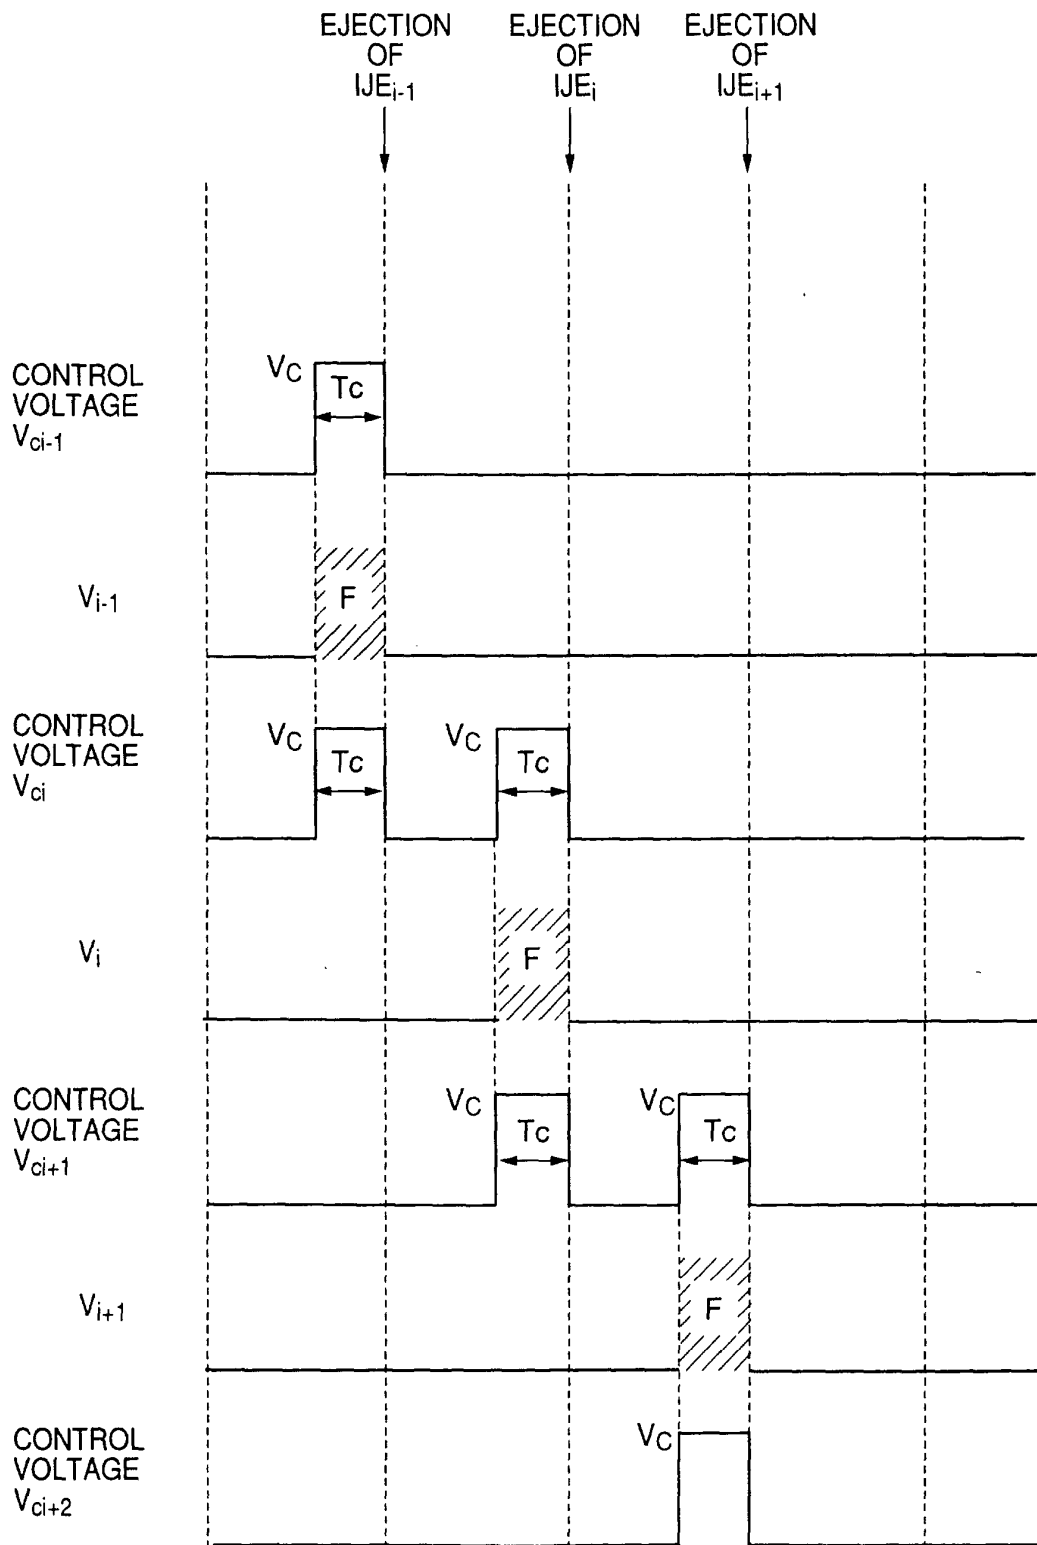 EJECTION OF IJEi-1
EJECTION OF IJEi
EJECTION OF IJEi+1
CONTROL VOLTAGE Vci-1
VC
Tc
Vi-1
F
CONTROL VOLTAGE Vci
VC
Tc
VC
Tc
Vi
F
CONTROL VOLTAGE Vci+1
VC
Tc
VC
Tc
Vi+1
F
CONTROL VOLTAGE Vci+2
VC